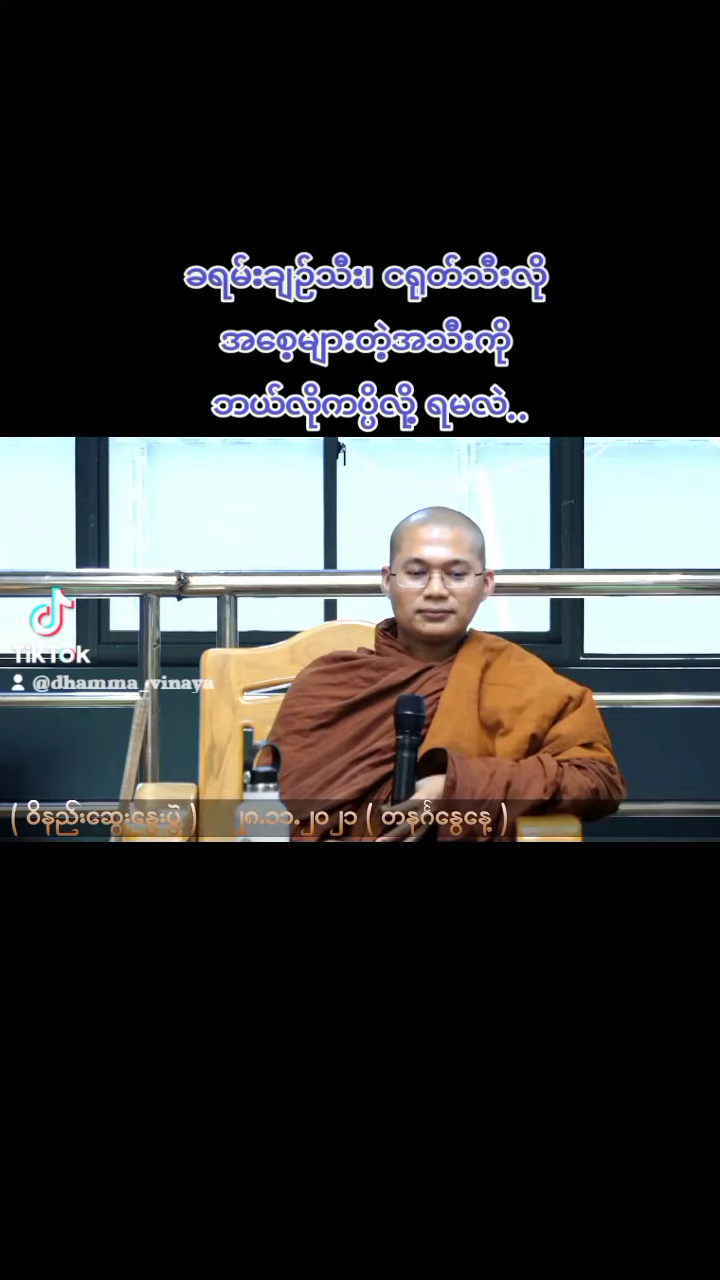 ခရမ်းချဉ်သီး၊ ငရုတ်သီးလို
အစေ့များတဲ့အသီးကို
ဘယ်လိုကပ္ပိလို့ ရမလဲ..
TikTok
@dhamma_vinaya
( ဝိနည်းဆွေးနွေးပွဲ ) ၂၈.၁၁.၂၀၂၁ ( တနင်္ဂနွေနေ့ )